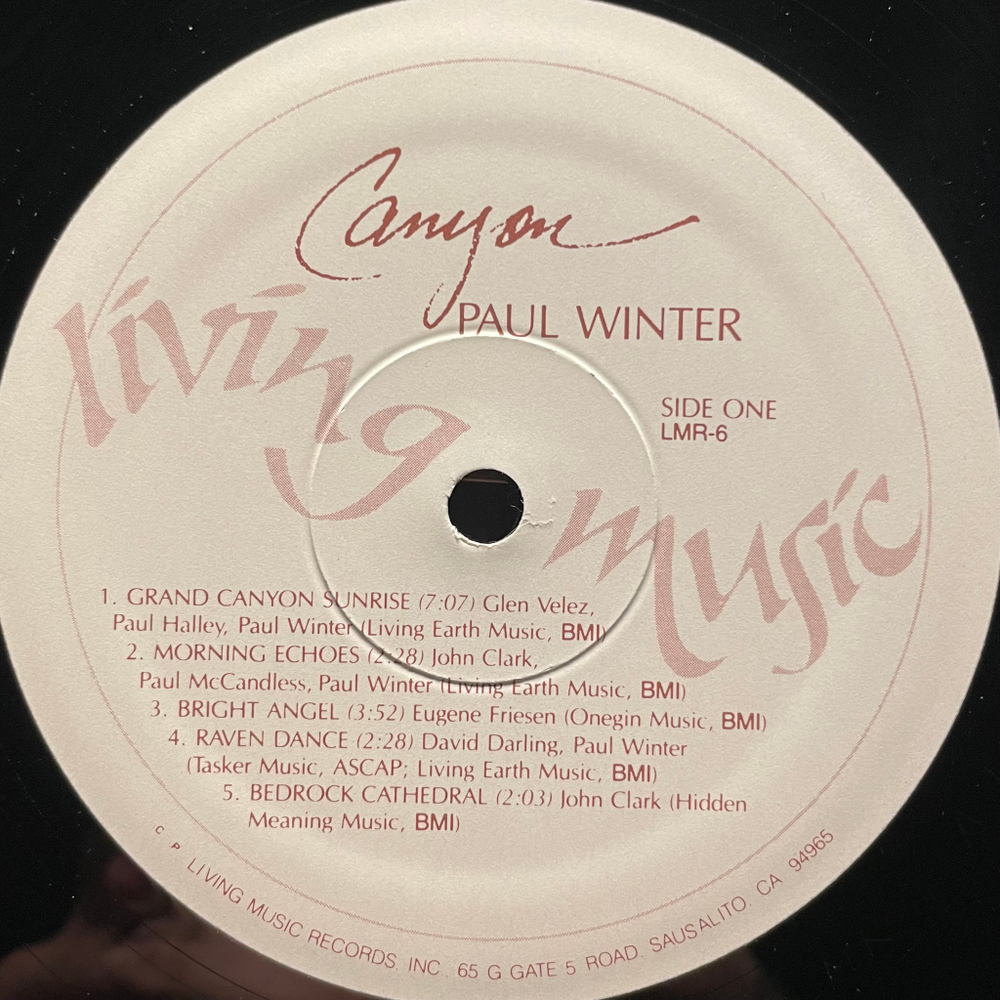 Canyon
PAUL WINTER
living music
SIDE ONE
LMR-6
1. GRAND CANYON SUNRISE (7:07) Glen Velez,
Paul Halley, Paul Winter (Living Earth Music, BMI)
2. MORNING ECHOES (2:28) John Clark,
Paul McCandless, Paul Winter (Living Earth Music, BMI)
3. BRIGHT ANGEL (3:52) Eugene Friesen (Onegin Music, BMI)
4. RAVEN DANCE (2:28) David Darling, Paul Winter
(Tasker Music, ASCAP; Living Earth Music, BMI)
5. BEDROCK CATHEDRAL (2:03) John Clark (Hidden
Meaning Music, BMI)
C P LIVING MUSIC RECORDS, INC. 65 G GATE 5 ROAD, SAUSALITO, CA 94965